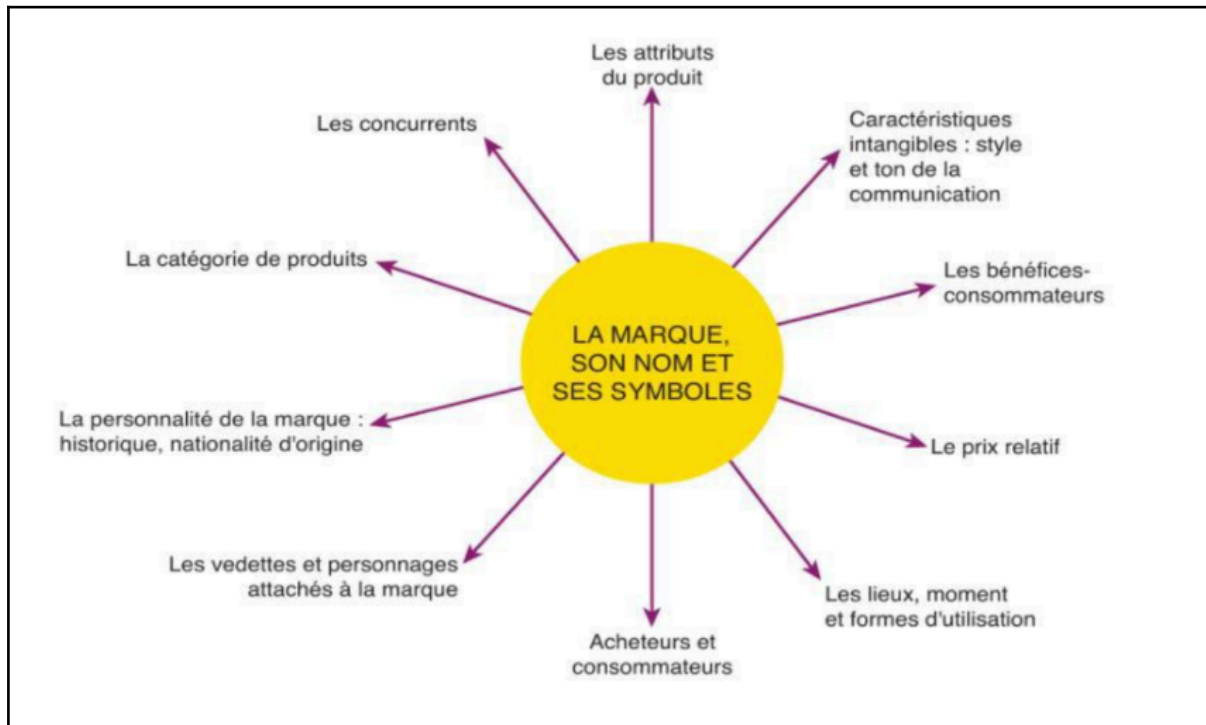 Les attributs
du produit
Caractéristiques
intangibles : style
et ton de la
communication
Les concurrents
La catégorie de produits
Les bénéfices-
consommateurs
LA MARQUE,
SON NOM ET
SES SYMBOLES
La personnalité de la marque :
historique, nationalité d'origine
Le prix relatif
Les vedettes et personnages
attachés à la marque
Les lieux, moment
et formes d'utilisation
Acheteurs et
consommateurs